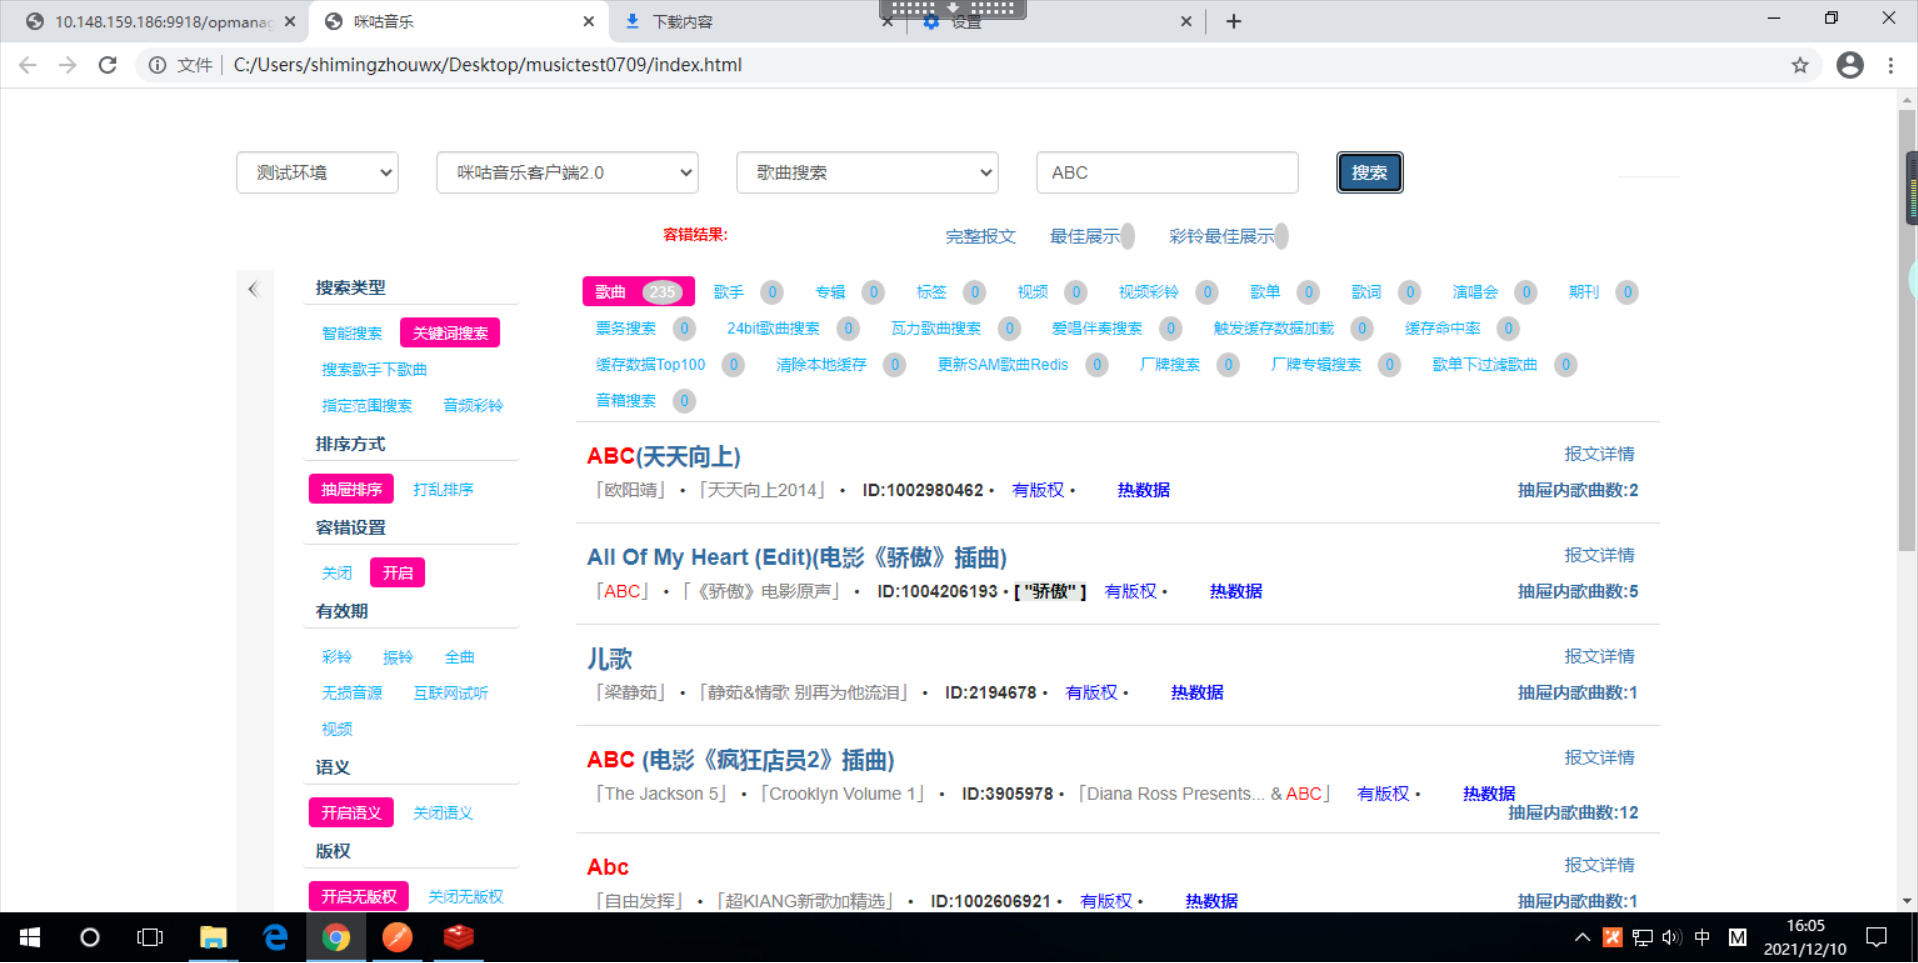 10.148.159.186:9918/opmanag
咪咕音乐
下载内容
设置
文件 C:/Users/shimingzhouwx/Desktop/musictest0709/index.html
测试环境 咪咕音乐客户端2.0 歌曲搜索 ABC 搜索
容错结果: 完整报文 最佳展示 彩铃最佳展示
搜索类型
智能搜索 关键词搜索
搜索歌手下歌曲
指定范围搜索 音频彩铃
排序方式
抽屉排序 打乱排序
容错设置
关闭 开启
有效期
彩铃 振铃 全曲
无损音源 互联网试听
视频
语义
开启语义 关闭语义
版权
开启无版权 关闭无版权
歌曲 235 歌手 0 专辑 0 标签 0 视频 0 视频彩铃 0 歌单 0 歌词 0 演唱会 0 期刊 0
票务搜索 0 24bit歌曲搜索 0 瓦力歌曲搜索 0 爱唱伴奏搜索 0 触发缓存数据加载 0 缓存命中率 0
缓存数据Top100 0 清除本地缓存 0 更新SAM歌曲Redis 0 厂牌搜索 0 厂牌专辑搜索 0 歌单下过滤歌曲 0
音箱搜索 0
ABC(天天向上) 报文详情
「欧阳靖」 • 「天天向上2014」 • ID:1002980462 • 有版权 • 热数据 抽屉内歌曲数:2
All Of My Heart (Edit)(电影《骄傲》插曲) 报文详情
「ABC」 • 「《骄傲》电影原声」 • ID:1004206193 • [ "骄傲" ] 有版权 • 热数据 抽屉内歌曲数:5
儿歌 报文详情
「梁静茹」 • 「静茹&情歌 别再为他流泪」 • ID:2194678 • 有版权 • 热数据 抽屉内歌曲数:1
ABC (电影《疯狂店员2》插曲) 报文详情
「The Jackson 5」 • 「Crooklyn Volume 1」 • ID:3905978 • 「Diana Ross Presents... & ABC」 有版权 • 热数据
抽屉内歌曲数:12
Abc 报文详情
「自由发挥」 • 「超KIANG新歌加精选」 • ID:1002606921 • 有版权 • 热数据 抽屉内歌曲数:1
中 M
16:05
2021/12/10